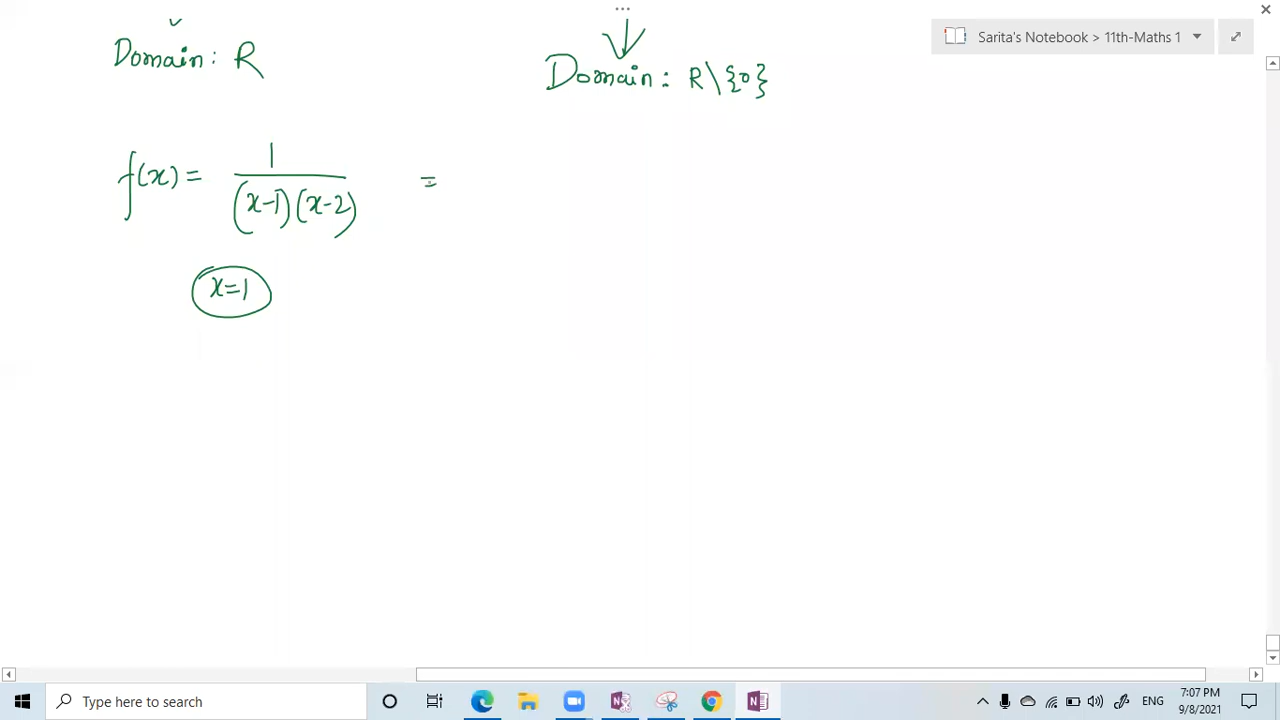 Sarita's Notebook > 11th-Maths 1
Domain: R
Domain: R\{0}
f(x) = 1/((x-1)(x-2)) =
x=1
Type here to search
ENG
7:07 PM
9/8/2021